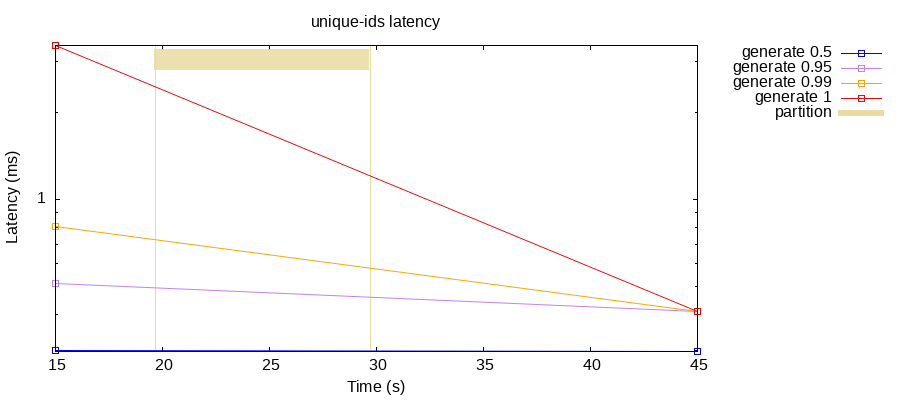 unique-ids latency
generate 0.5
generate 0.95
generate 0.99
generate 1
partition
Latency (ms)
1
15 20 25 30 35 40 45
Time (s)